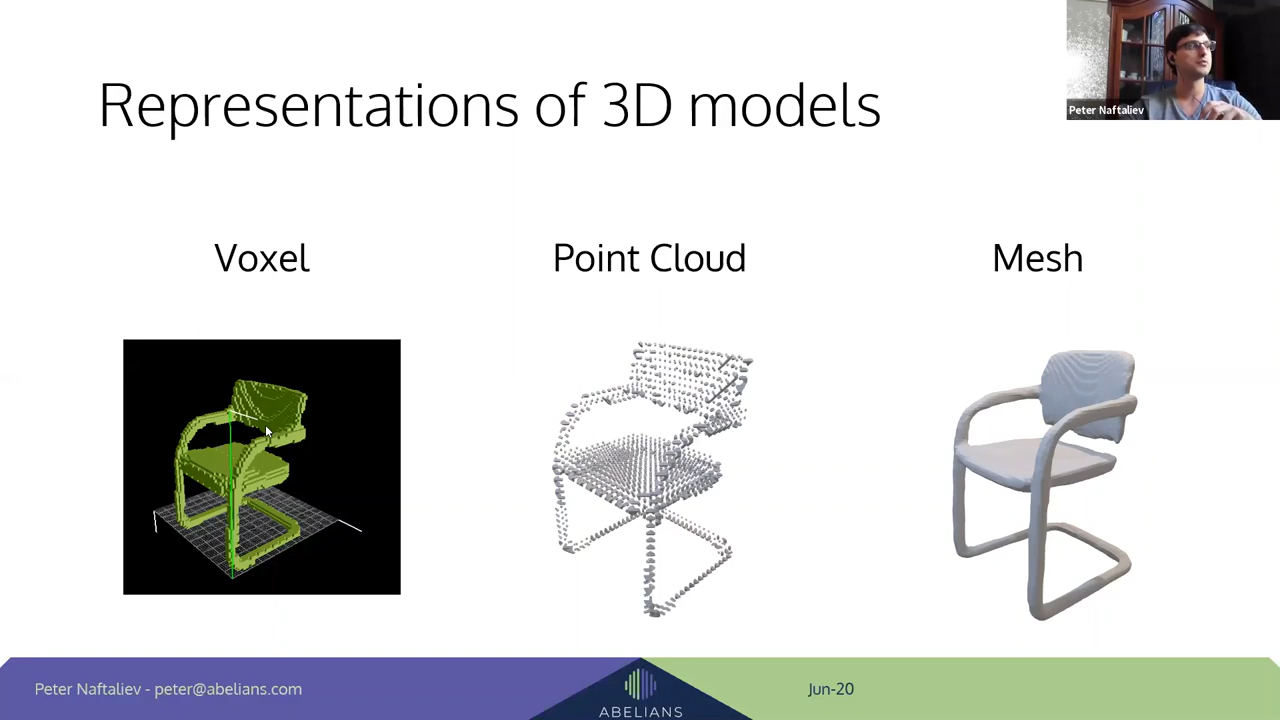 Representations of 3D models
Peter Naftaliev
Voxel
Point Cloud
Mesh
Peter Naftaliev - peter@abelians.com
ABELIANS
Jun-20